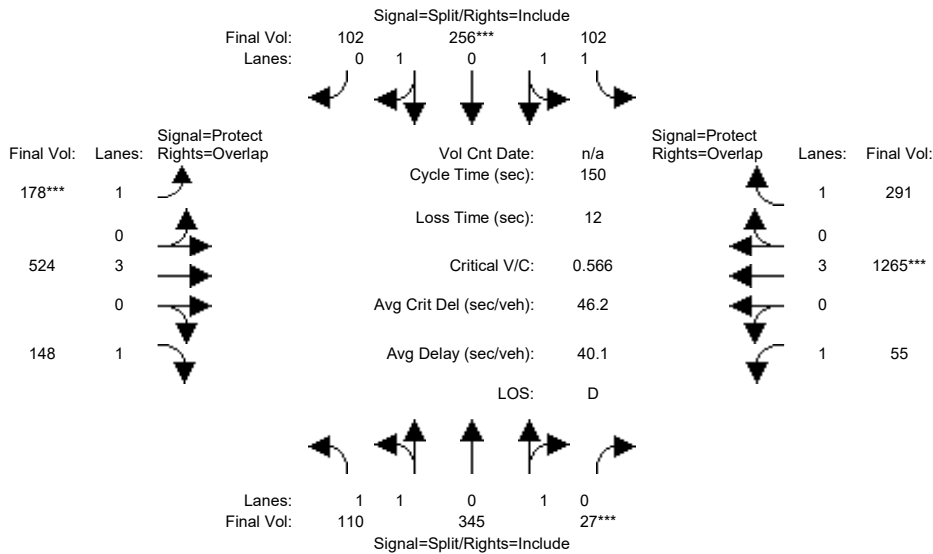 Signal=Split/Rights=Include
Final Vol: 102 256*** 102
Lanes: 0 1 0 1 1
Signal=Protect Signal=Protect
Final Vol: Lanes: Rights=Overlap Vol Cnt Date: n/a Rights=Overlap Lanes: Final Vol:
Cycle Time (sec): 150
178*** 1 1 291
Loss Time (sec): 12
0 0
524 3 Critical V/C: 0.566 3 1265***
0 Avg Crit Del (sec/veh): 46.2 0
148 1 Avg Delay (sec/veh): 40.1 1 55
LOS: D
Lanes: 1 1 0 1 0
Final Vol: 110 345 27***
Signal=Split/Rights=Include